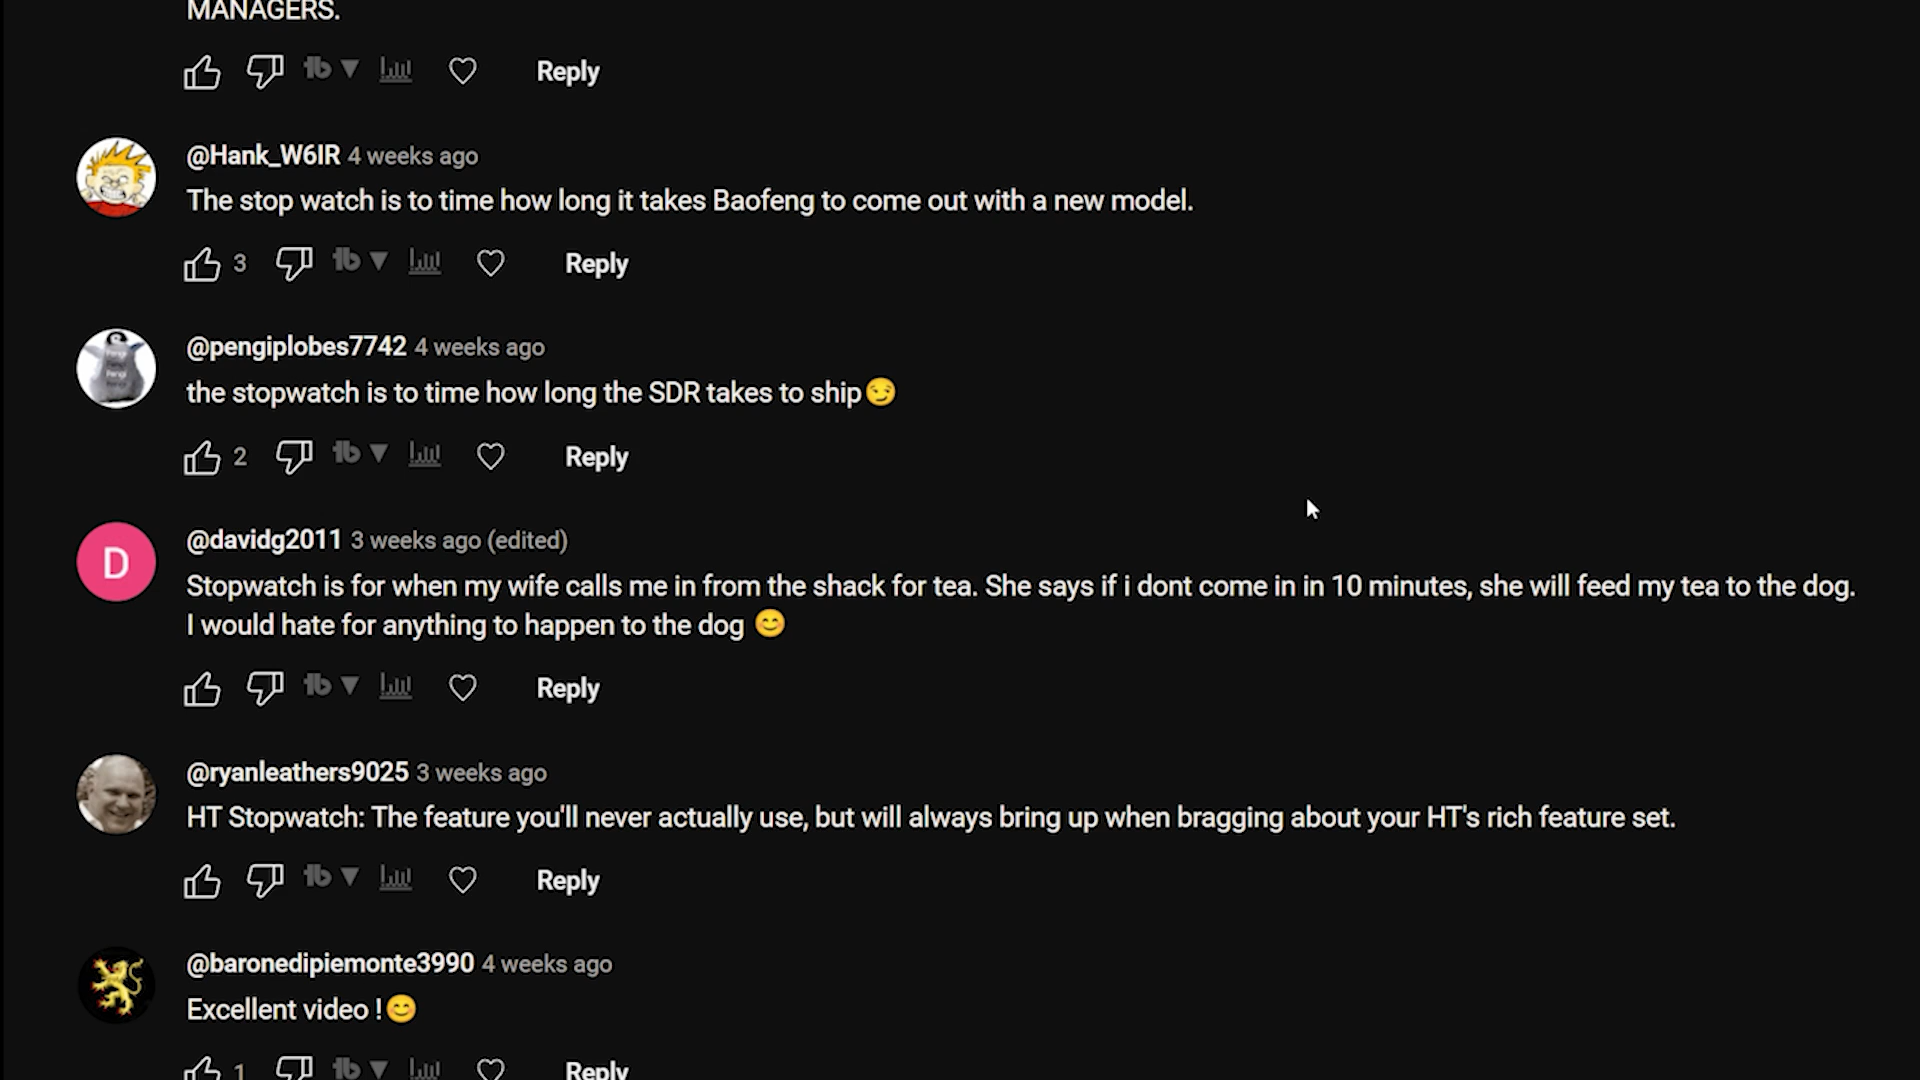 MANAGERS.
Reply
@Hank_W6IR 4 weeks ago
The stop watch is to time how long it takes Baofeng to come out with a new model.
3 Reply
@pengiplobes7742 4 weeks ago
the stopwatch is to time how long the SDR takes to ship😏
2 Reply
@davidg2011 3 weeks ago (edited)
D
Stopwatch is for when my wife calls me in from the shack for tea. She says if i dont come in in 10 minutes, she will feed my tea to the dog.
I would hate for anything to happen to the dog 😊
Reply
@ryanleathers9025 3 weeks ago
HT Stopwatch: The feature you'll never actually use, but will always bring up when bragging about your HT's rich feature set.
Reply
@baronedipiemonte3990 4 weeks ago
Excellent video !😊
1 Reply